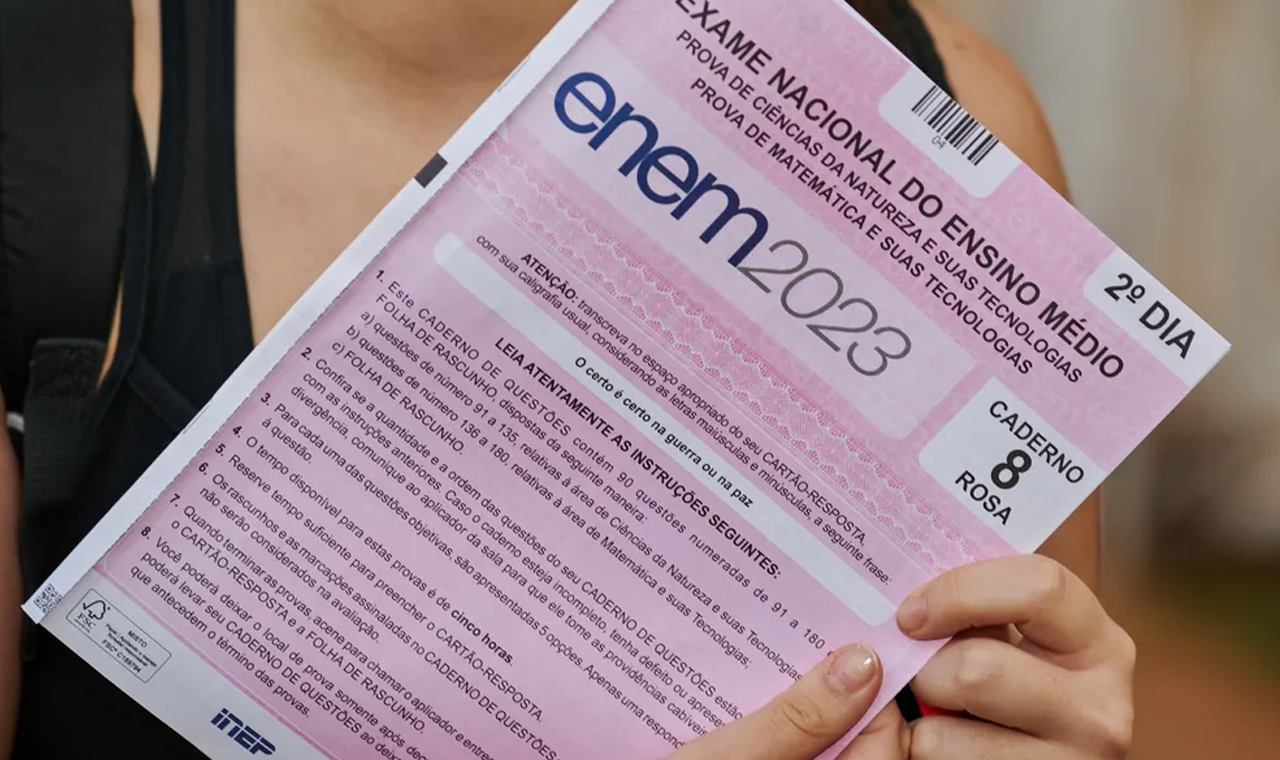 EXAME NACIONAL DO ENSINO MÉDIO
PROVA DE CIÊNCIAS DA NATUREZA E SUAS TECNOLOGIAS
PROVA DE MATEMÁTICA E SUAS TECNOLOGIAS
04
2º DIA
enem2023
CADERNO
8
ROSA
ATENÇÃO: transcreva no espaço apropriado do seu CARTÃO-RESPOSTA,
com sua caligrafia usual, considerando as letras maiúsculas e minúsculas, a seguinte frase:
O certo é certo na guerra ou na paz
LEIA ATENTAMENTE AS INSTRUÇÕES SEGUINTES:
1. Este CADERNO DE QUESTÕES contém 90 questões numeradas de 91 a 180
FOLHA DE RASCUNHO, dispostas da seguinte maneira:
a) questões de número 91 a 135, relativas à área de Ciências da Natureza e suas Tecnologias;
b) questões de número 136 a 180, relativas à área de Matemática e suas Tecnologias
c) FOLHA DE RASCUNHO.
2. Confira se a quantidade e a ordem das questões do seu CADERNO DE QUESTÕES estão
com as instruções anteriores. Caso o caderno esteja incompleto, tenha defeito ou apresente
divergência, comunique ao aplicador da sala para que ele tome as providências cabíveis
3. Para cada uma das questões objetivas, são apresentadas 5 opções. Apenas uma responde
à questão.
4. O tempo disponível para estas provas é de cinco horas.
5. Reserve tempo suficiente para preencher o CARTÃO-RESPOSTA.
6. Os rascunhos e as marcações assinaladas no CADERNO DE QUESTÕES
não serão considerados na avaliação.
7. Quando terminar as provas, acene para chamar o aplicador e entregue
o CARTÃO-RESPOSTA e a FOLHA DE RASCUNHO.
8. Você poderá deixar o local de prova somente após
poderá levar seu CADERNO DE QUESTÕES ao
que antecedem o término das provas.
FSC
MISTO
inep